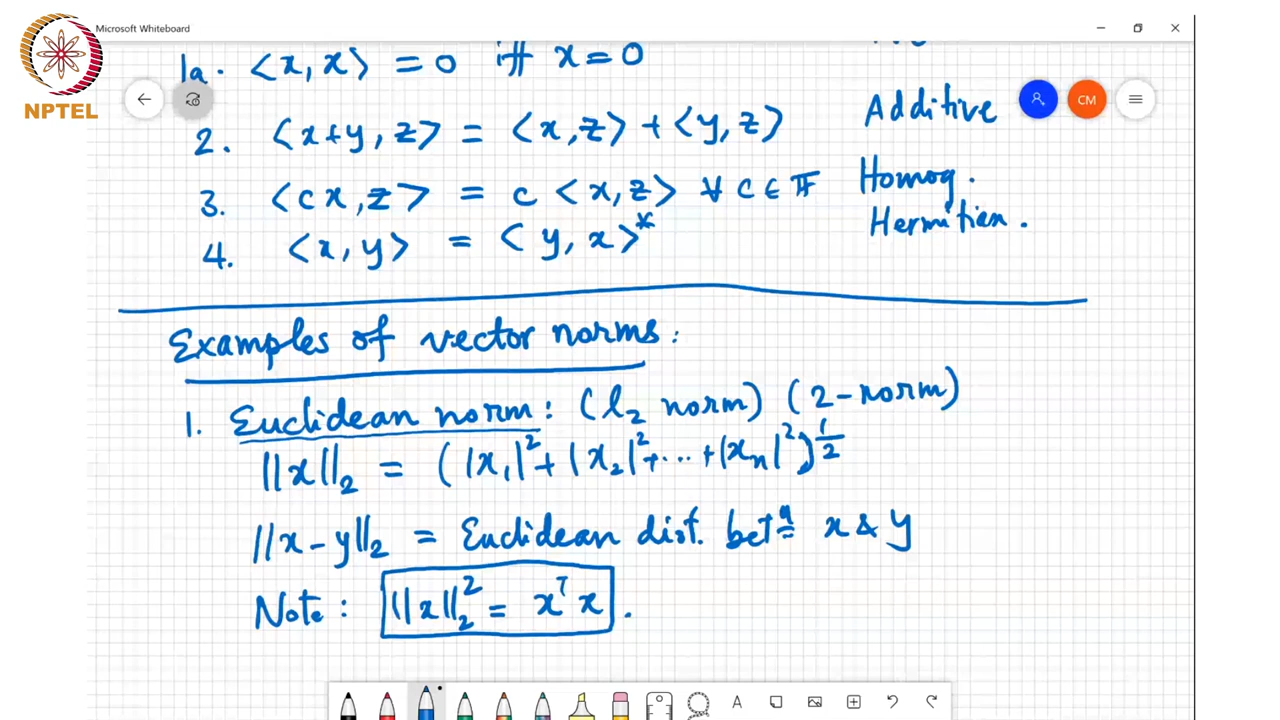 Microsoft Whiteboard
1a. <x, x> = 0 iff x = 0
NPTEL
CM
2. <x+y, z> = <x, z> + <y, z> Additive
3. <cx, z> = c <x, z> ∀ c ∈ 𝔽 Homog.
4. <x, y> = <y, x>* Hermitian.
Examples of vector norms:
1. Euclidean norm: (l₂ norm) (2-norm)
||x||₂ = (|x₁|² + |x₂|² + ... + |xₙ|²)^(1/2)
||x - y||₂ = Euclidean dist. betⁿ x & y
Note: ||x||₂² = xᵀx.
A